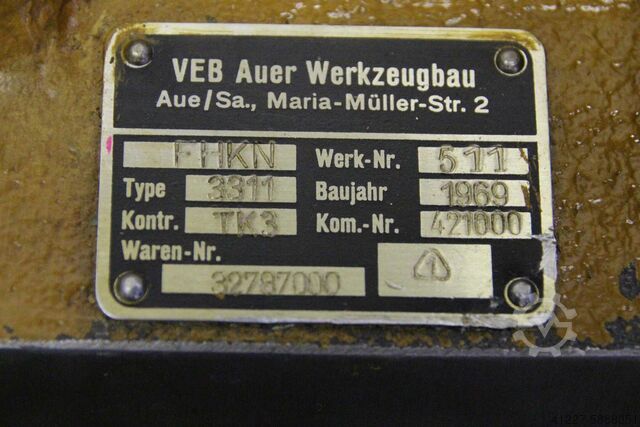 VEB Auer Werkzeugbau
Aue/Sa., Maria-Müller-Str. 2
FHKN Werk-Nr. 511
Type 3311 Baujahr 1969
Kontr. TK3 Kom.-Nr. 421000
Waren-Nr.
32787000 1